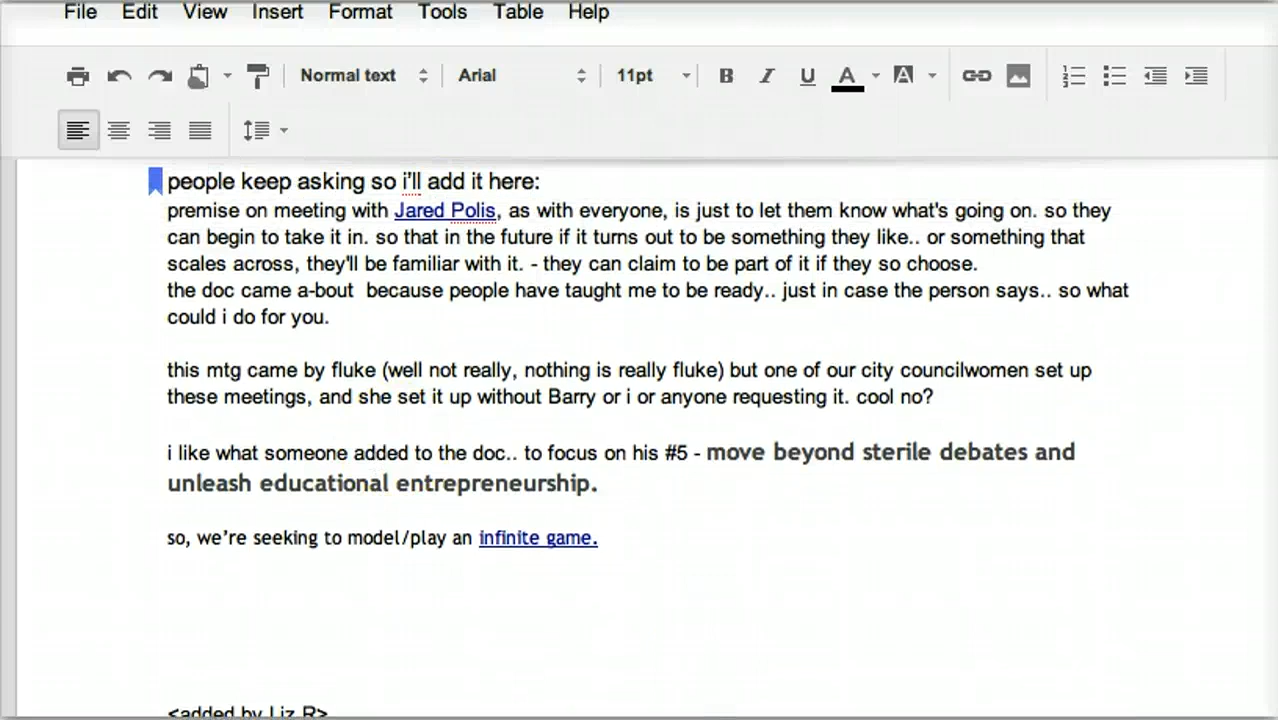 File Edit View Insert Format Tools Table Help
Normal text Arial 11pt B I U A A
people keep asking so i'll add it here:
premise on meeting with Jared Polis, as with everyone, is just to let them know what's going on. so they
can begin to take it in. so that in the future if it turns out to be something they like.. or something that
scales across, they'll be familiar with it. - they can claim to be part of it if they so choose.
the doc came a-bout  because people have taught me to be ready.. just in case the person says.. so what
could i do for you.
this mtg came by fluke (well not really, nothing is really fluke) but one of our city councilwomen set up
these meetings, and she set it up without Barry or i or anyone requesting it. cool no?
i like what someone added to the doc.. to focus on his #5 - move beyond sterile debates and
unleash educational entrepreneurship.
so, we're seeking to model/play an infinite game.
<added by Liz R>